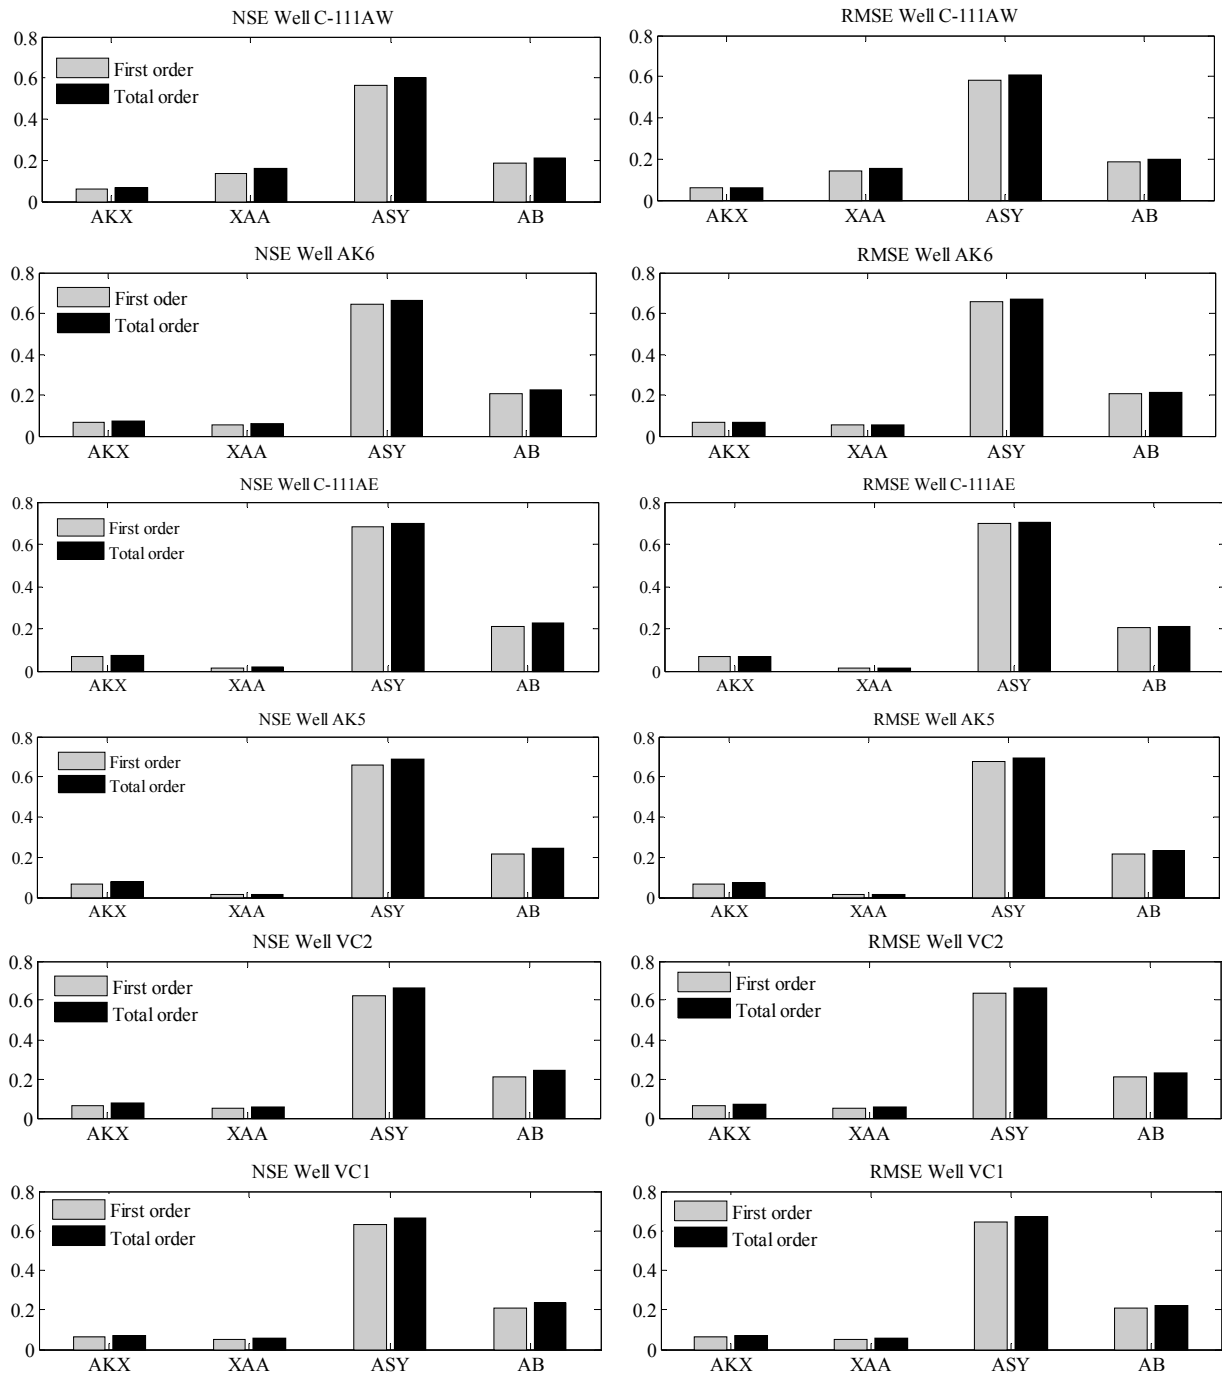 NSE Well C-111AW
0.8
0.6
0.4
0.2
0
First order
Total order
AKX XAA ASY AB
RMSE Well C-111AW
0.8
0.6
0.4
0.2
0
AKX XAA ASY AB
NSE Well AK6
0.8
0.6
0.4
0.2
0
First oder
Total order
AKX XAA ASY AB
RMSE Well AK6
0.8
0.6
0.4
0.2
0
AKX XAA ASY AB
NSE Well C-111AE
0.8
0.6
0.4
0.2
0
First order
Total order
AKX XAA ASY AB
RMSE Well C-111AE
0.8
0.6
0.4
0.2
0
AKX XAA ASY AB
NSE Well AK5
0.8
0.6
0.4
0.2
0
First order
Total order
AKX XAA ASY AB
RMSE Well AK5
0.8
0.6
0.4
0.2
0
AKX XAA ASY AB
NSE Well VC2
0.8
0.6
0.4
0.2
0
First order
Total order
AKX XAA ASY AB
RMSE Well VC2
0.8
0.6
0.4
0.2
0
First order
Total order
AKX XAA ASY AB
NSE Well VC1
0.8
0.6
0.4
0.2
0
First order
Total order
AKX XAA ASY AB
RMSE Well VC1
0.8
0.6
0.4
0.2
0
First order
Total order
AKX XAA ASY AB